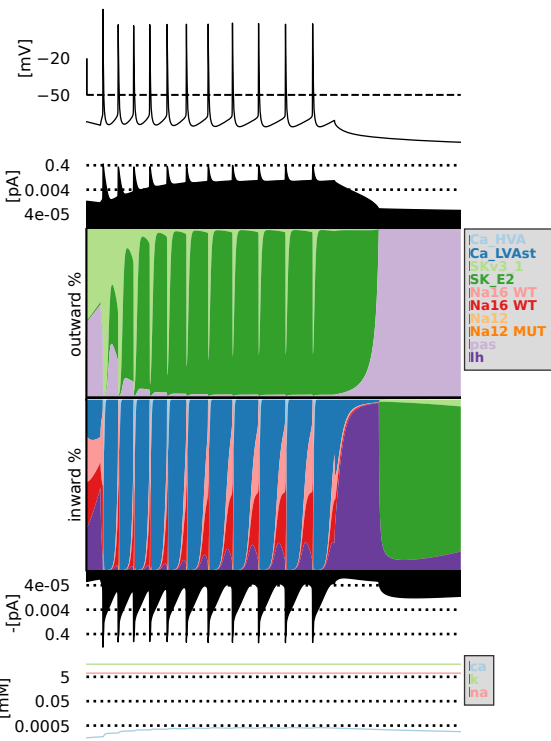 [mV]
−20
−50
[pA]
0.4
0.004
4e-05
outward %
Ca_HVA
Ca_LVAst
SKv3_1
SK_E2
Na16 WT
Na16 WT
Na12
Na12 MUT
pas
Ih
inward %
-[pA]
4e-05
0.004
0.4
[mM]
5
0.05
0.0005
ca
k
na